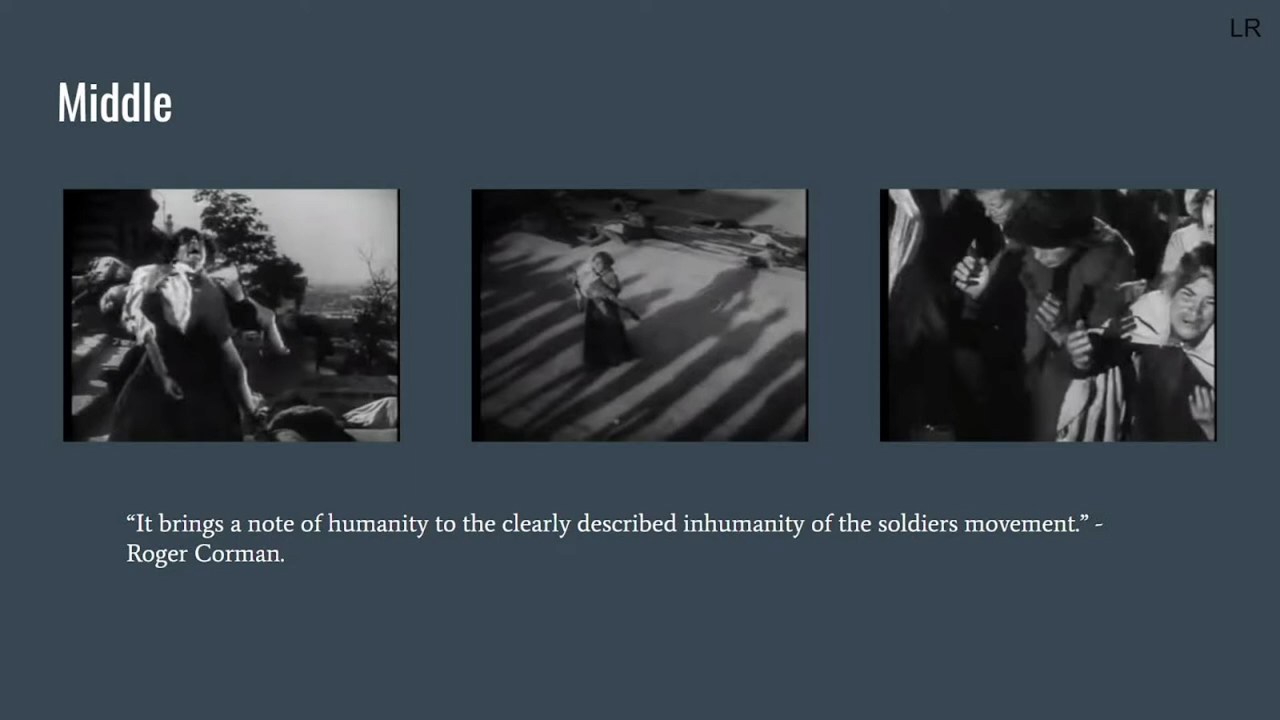 LR
Middle
“It brings a note of humanity to the clearly described inhumanity of the soldiers movement.” -
Roger Corman.